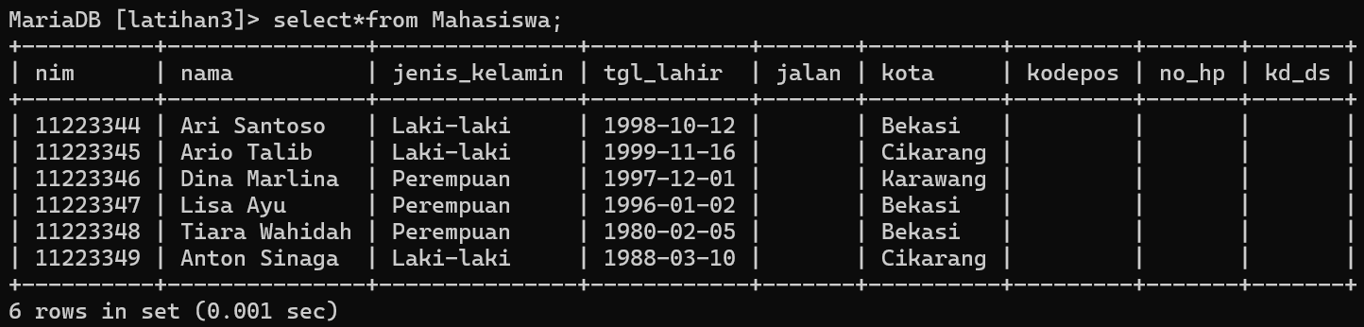 MariaDB [latihan3]> select*from Mahasiswa;
+----------+---------------+---------------+------------+-------+----------+---------+-------+-------+
| nim      | nama          | jenis_kelamin | tgl_lahir  | jalan | kota     | kodepos | no_hp | kd_ds |
+----------+---------------+---------------+------------+-------+----------+---------+-------+-------+
| 11223344 | Ari Santoso   | Laki-laki     | 1998-10-12 |       | Bekasi   |         |       |       |
| 11223345 | Ario Talib    | Laki-laki     | 1999-11-16 |       | Cikarang |         |       |       |
| 11223346 | Dina Marlina  | Perempuan     | 1997-12-01 |       | Karawang |         |       |       |
| 11223347 | Lisa Ayu      | Perempuan     | 1996-01-02 |       | Bekasi   |         |       |       |
| 11223348 | Tiara Wahidah | Perempuan     | 1980-02-05 |       | Bekasi   |         |       |       |
| 11223349 | Anton Sinaga  | Laki-laki     | 1988-03-10 |       | Cikarang |         |       |       |
+----------+---------------+---------------+------------+-------+----------+---------+-------+-------+
6 rows in set (0.001 sec)